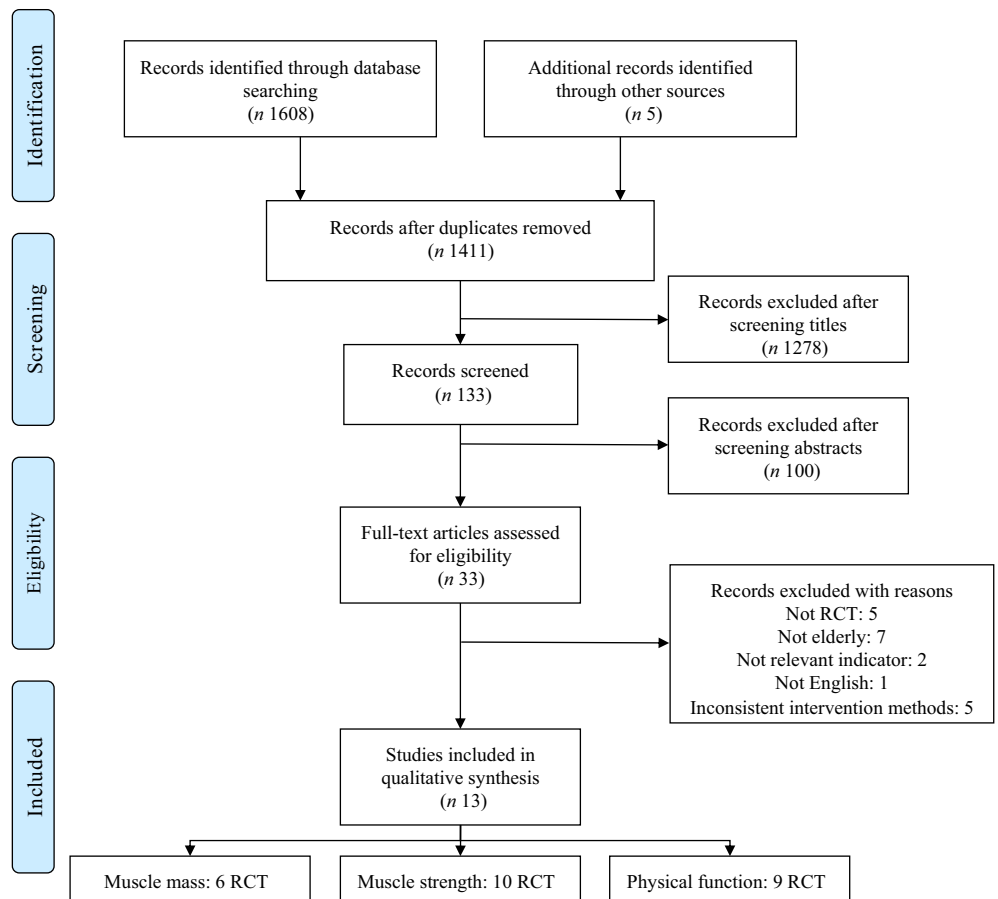 Identification
Records identified through database
searching
(n 1608)
Additional records identified
through other sources
(n 5)
Records after duplicates removed
(n 1411)
Screening
Records excluded after
screening titles
(n 1278)
Records screened
(n 133)
Records excluded after
screening abstracts
(n 100)
Eligibility
Full-text articles assessed
for eligibility
(n 33)
Records excluded with reasons
Not RCT: 5
Not elderly: 7
Not relevant indicator: 2
Not English: 1
Inconsistent intervention methods: 5
Included
Studies included in
qualitative synthesis
(n 13)
Muscle mass: 6 RCT
Muscle strength: 10 RCT
Physical function: 9 RCT